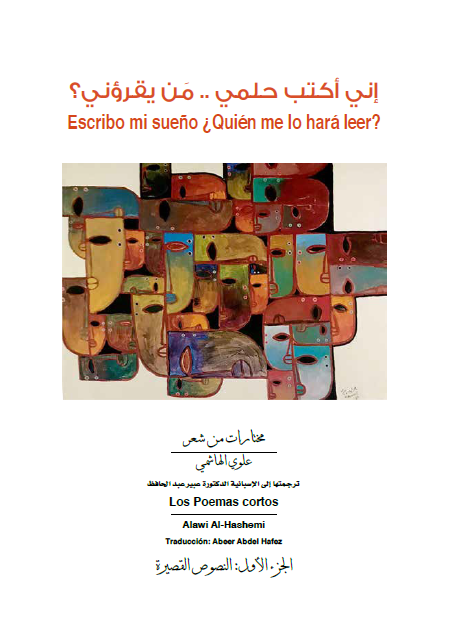 إني أكتب حلمي .. مَن يقرؤني؟
Escribo mi sueño ¿Quién me lo hará leer?
مختارات من شعر
علوي الهاشمي
ترجمتها إلى الإسبانية الدكتورة عبير عبد الحافظ
Los Poemas cortos
Alawi Al-Hashemi
Traducción: Abeer Abdel Hafez
الجزء الأول: النصوص القصيرة